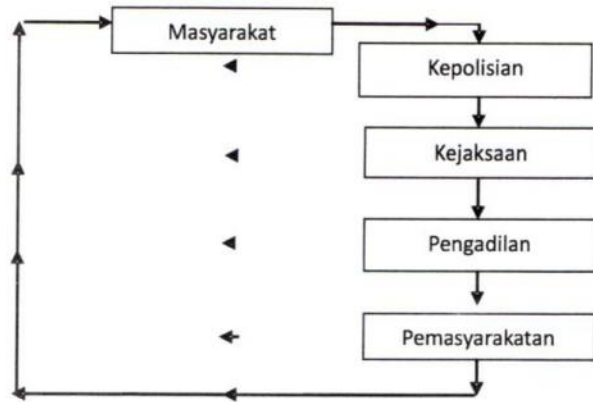 Masyarakat
Kepolisian
Kejaksaan
Pengadilan
Pemasyarakatan